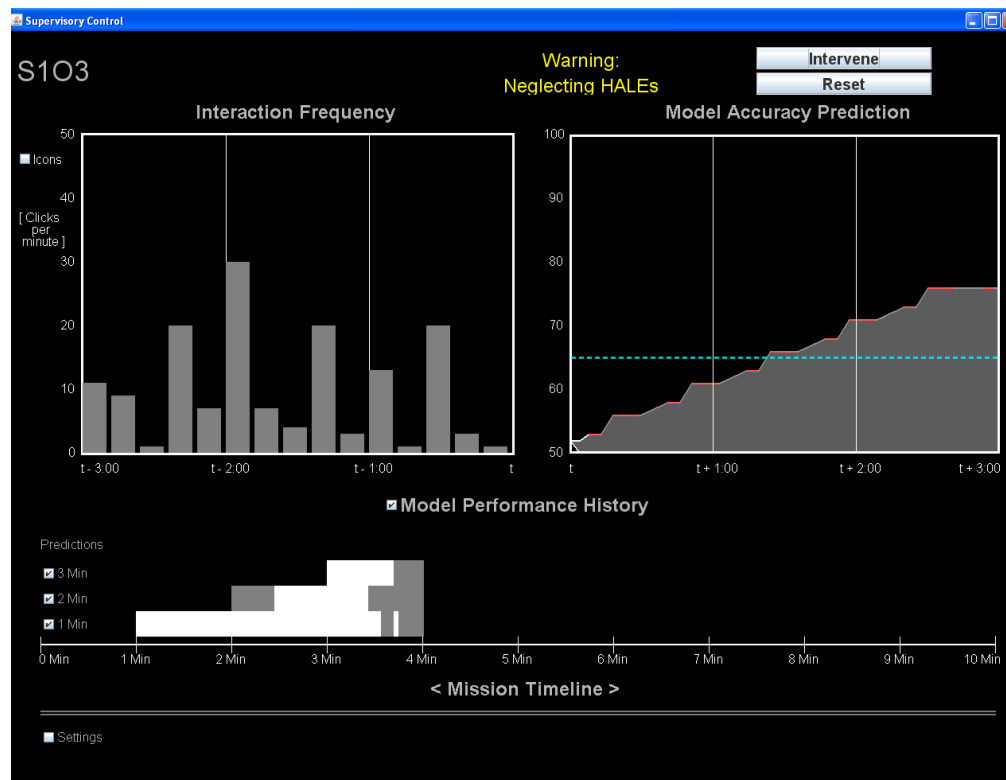 Supervisory Control
S1O3
Warning:
Neglecting HALEs
Intervene
Reset
Interaction Frequency
Model Accuracy Prediction
Icons
[ Clicks
per
minute ]
50
40
30
20
10
0
t - 3:00
t - 2:00
t - 1:00
t
100
90
80
70
60
50
t
t + 1:00
t + 2:00
t + 3:00
Model Performance History
Predictions
3 Min
2 Min
1 Min
0 Min
1 Min
2 Min
3 Min
4 Min
5 Min
6 Min
7 Min
8 Min
9 Min
10 Min
< Mission Timeline >
Settings